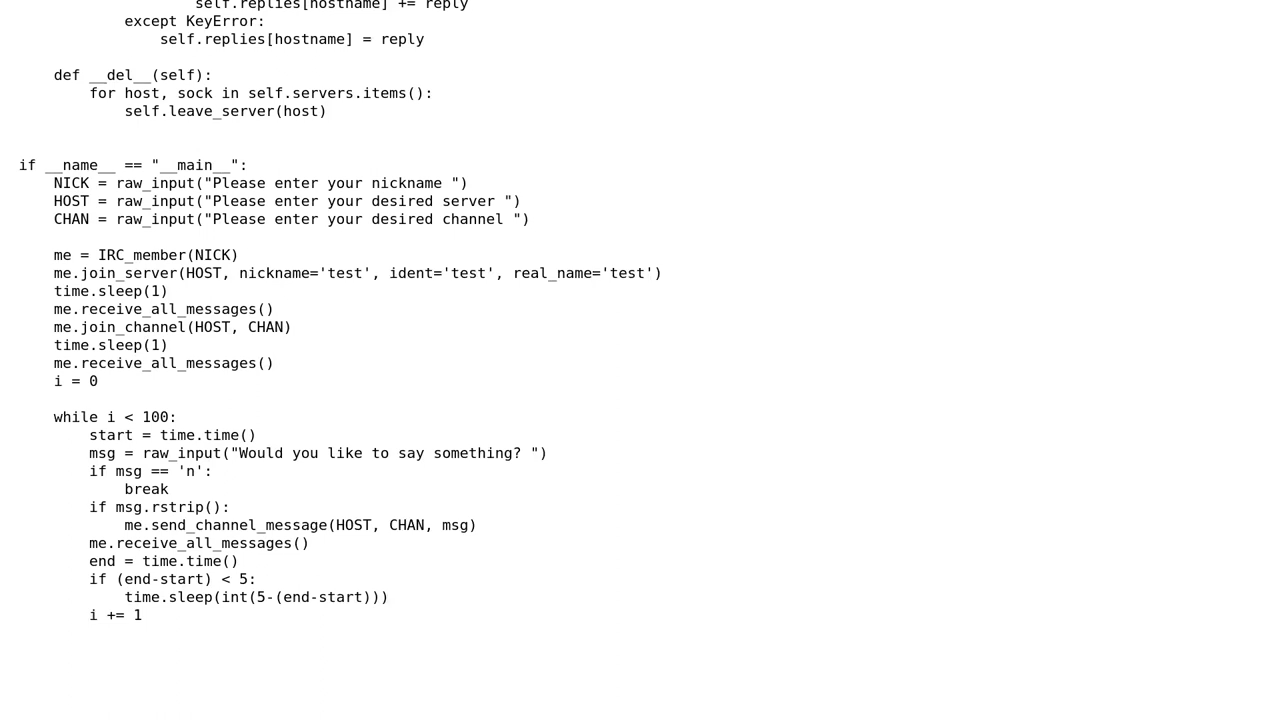 self.replies[hostname] += reply
except KeyError:
self.replies[hostname] = reply
def __del__(self):
for host, sock in self.servers.items():
self.leave_server(host)
if __name__ == "__main__":
NICK = raw_input("Please enter your nickname ")
HOST = raw_input("Please enter your desired server ")
CHAN = raw_input("Please enter your desired channel ")
me = IRC_member(NICK)
me.join_server(HOST, nickname='test', ident='test', real_name='test')
time.sleep(1)
me.receive_all_messages()
me.join_channel(HOST, CHAN)
time.sleep(1)
me.receive_all_messages()
i = 0
while i < 100:
start = time.time()
msg = raw_input("Would you like to say something? ")
if msg == 'n':
break
if msg.rstrip():
me.send_channel_message(HOST, CHAN, msg)
me.receive_all_messages()
end = time.time()
if (end-start) < 5:
time.sleep(int(5-(end-start)))
i += 1